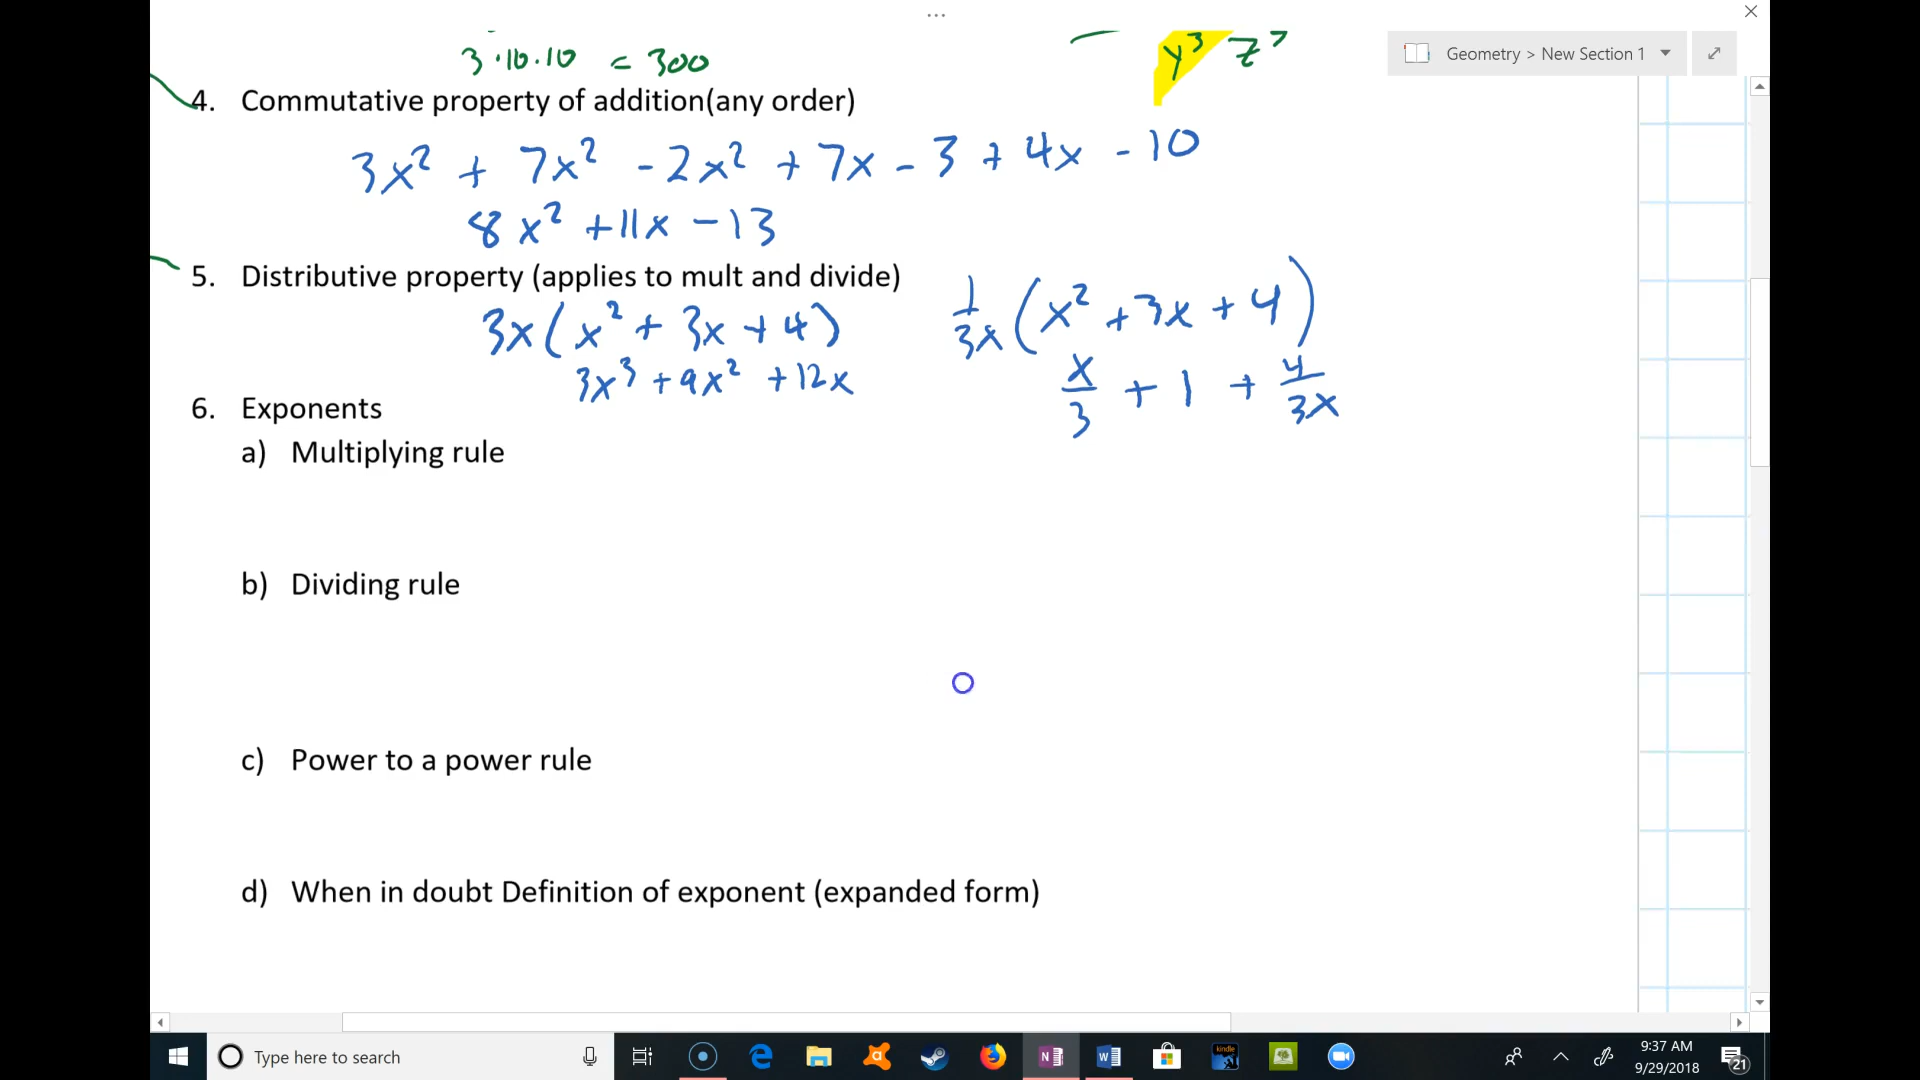 ...
3·10·10 = 300
y³ z
Geometry > New Section 1
4. Commutative property of addition(any order)
3x² + 7x² - 2x² + 7x - 3 + 4x - 10
8x² + 11x - 13
5. Distributive property (applies to mult and divide)
3x(x² + 3x + 4)
3x³ + 9x² + 12x
1/3x (x² + 3x + 4)
x/3 + 1 + 4/3x
6. Exponents
a) Multiplying rule
b) Dividing rule
c) Power to a power rule
d) When in doubt Definition of exponent (expanded form)
Type here to search
kindle
N
W
9:37 AM
9/29/2018
21